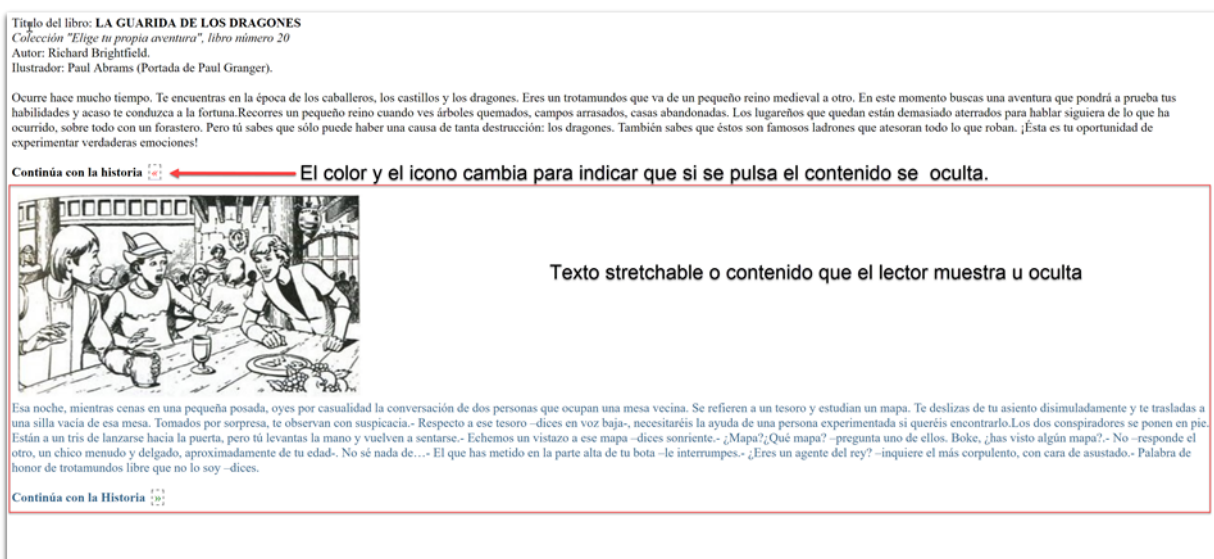 Título del libro: LA GUARIDA DE LOS DRAGONES
Colección "Elige tu propia aventura", libro número 20
Autor: Richard Brightfield.
Ilustrador: Paul Abrams (Portada de Paul Granger).
Ocurre hace mucho tiempo. Te encuentras en la época de los caballeros, los castillos y los dragones. Eres un trotamundos que va de un pequeño reino medieval a otro. En este momento buscas una aventura que pondrá a prueba tus
habilidades y acaso te conduzca a la fortuna.Recorres un pequeño reino cuando ves árboles quemados, campos arrasados, casas abandonadas. Los lugareños que quedan están demasiado aterrados para hablar siguiera de lo que ha
ocurrido, sobre todo con un forastero. Pero tú sabes que sólo puede haber una causa de tanta destrucción: los dragones. También sabes que éstos son famosos ladrones que atesoran todo lo que roban. ¡Ésta es tu oportunidad de
experimentar verdaderas emociones!
Continúa con la historia «
El color y el icono cambia para indicar que si se pulsa el contenido se oculta.
Texto stretchable o contenido que el lector muestra u oculta
Esa noche, mientras cenas en una pequeña posada, oyes por casualidad la conversación de dos personas que ocupan una mesa vecina. Se refieren a un tesoro y estudian un mapa. Te deslizas de tu asiento disimuladamente y te trasladas a
una silla vacía de esa mesa. Tomados por sorpresa, te observan con suspicacia.- Respecto a ese tesoro –dices en voz baja-, necesitaréis la ayuda de una persona experimentada si queréis encontrarlo.Los dos conspiradores se ponen en pie.
Están a un tris de lanzarse hacia la puerta, pero tú levantas la mano y vuelven a sentarse.- Echemos un vistazo a ese mapa –dices sonriente.- ¿Mapa?¿Qué mapa? –pregunta uno de ellos. Boke, ¿has visto algún mapa?.- No –responde el
otro, un chico menudo y delgado, aproximadamente de tu edad-. No sé nada de…- El que has metido en la parte alta de tu bota –le interrumpes.- ¿Eres un agente del rey? –inquiere el más corpulento, con cara de asustado.- Palabra de
honor de trotamundos libre que no lo soy –dices.
Continúa con la Historia »